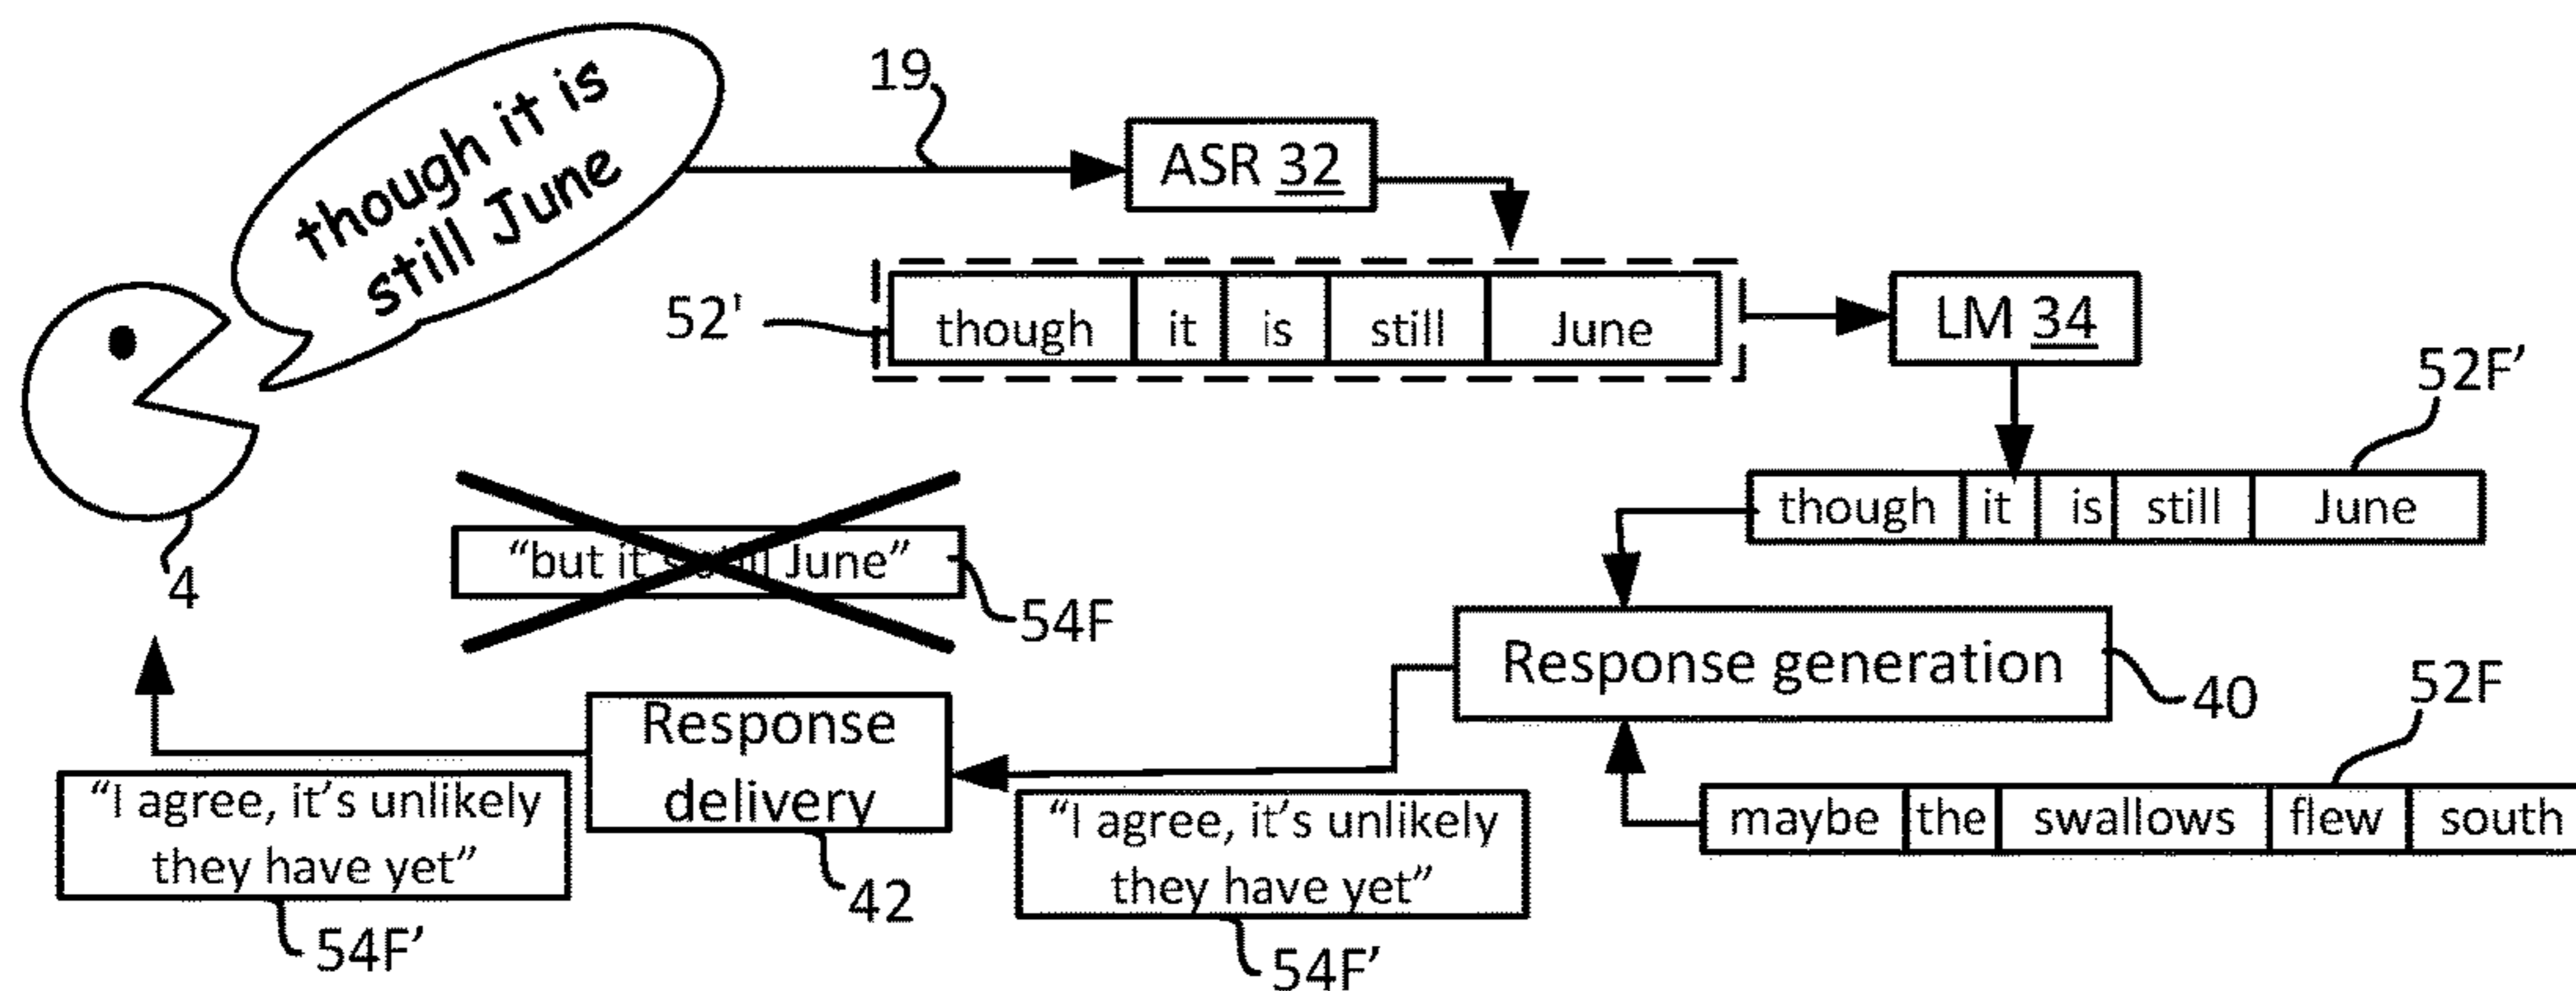 though it is
still June
19
ASR 32
52'
though it is still June
LM 34
52F’
though it is still June
4
“but it June”
54F
Response generation
40
52F
maybe the swallows flew south
Response
delivery
42
“I agree, it’s unlikely
they have yet”
54F’
“I agree, it’s unlikely
they have yet”
54F’